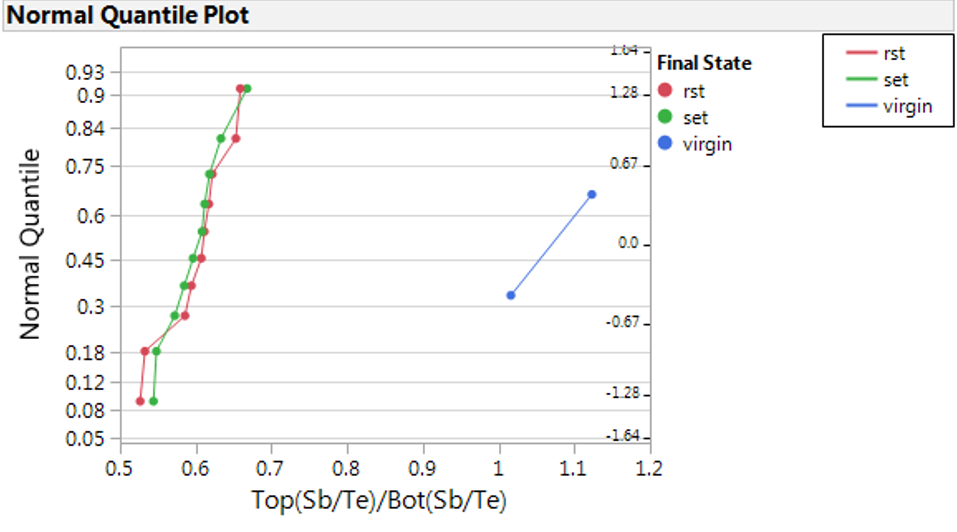 Normal Quantile Plot
Normal Quantile
0.93
0.9
0.84
0.75
0.6
0.45
0.3
0.18
0.12
0.08
0.05
1.64
1.28
0.67
0.0
-0.67
-1.28
-1.64
0.5 0.6 0.7 0.8 0.9 1 1.1 1.2
Top(Sb/Te)/Bot(Sb/Te)
Final State
rst
set
virgin
rst
set
virgin